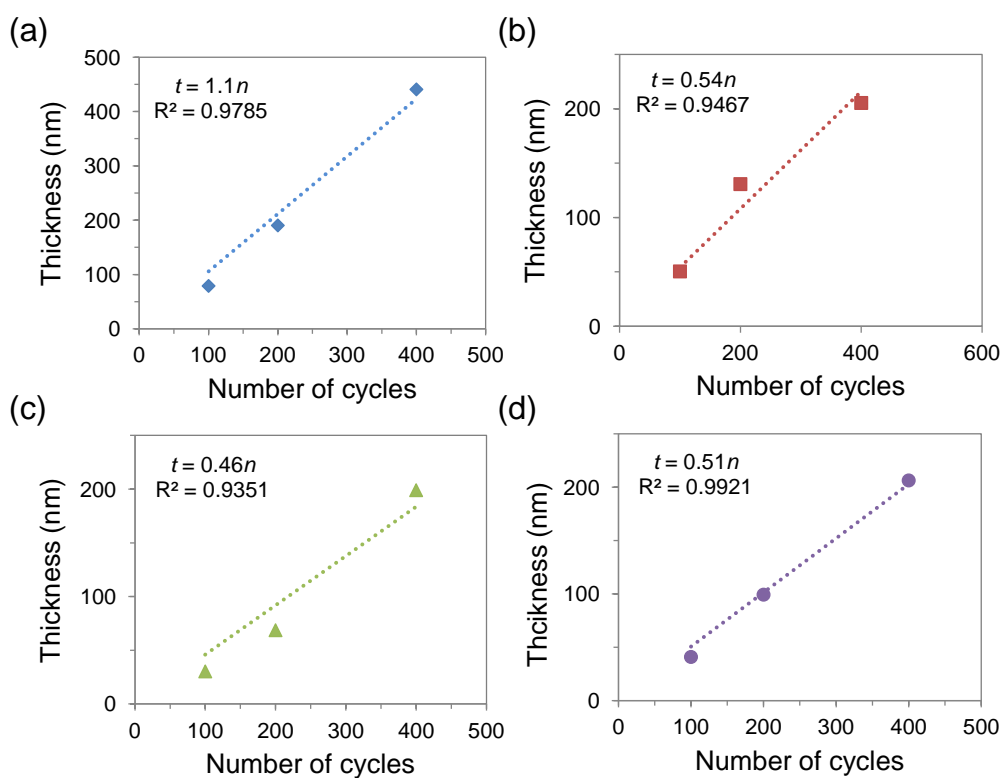 (a)
t = 1.1n
R² = 0.9785
Thickness (nm)
500
400
300
200
100
0
0 100 200 300 400 500
Number of cycles
(b)
t = 0.54n
R² = 0.9467
Thickness (nm)
200
100
0
0 200 400 600
Number of cycles
(c)
t = 0.46n
R² = 0.9351
Thickness (nm)
200
100
0
0 100 200 300 400 500
Number of cycles
(d)
t = 0.51n
R² = 0.9921
Thcikness (nm)
200
100
0
0 100 200 300 400 500
Number of cycles